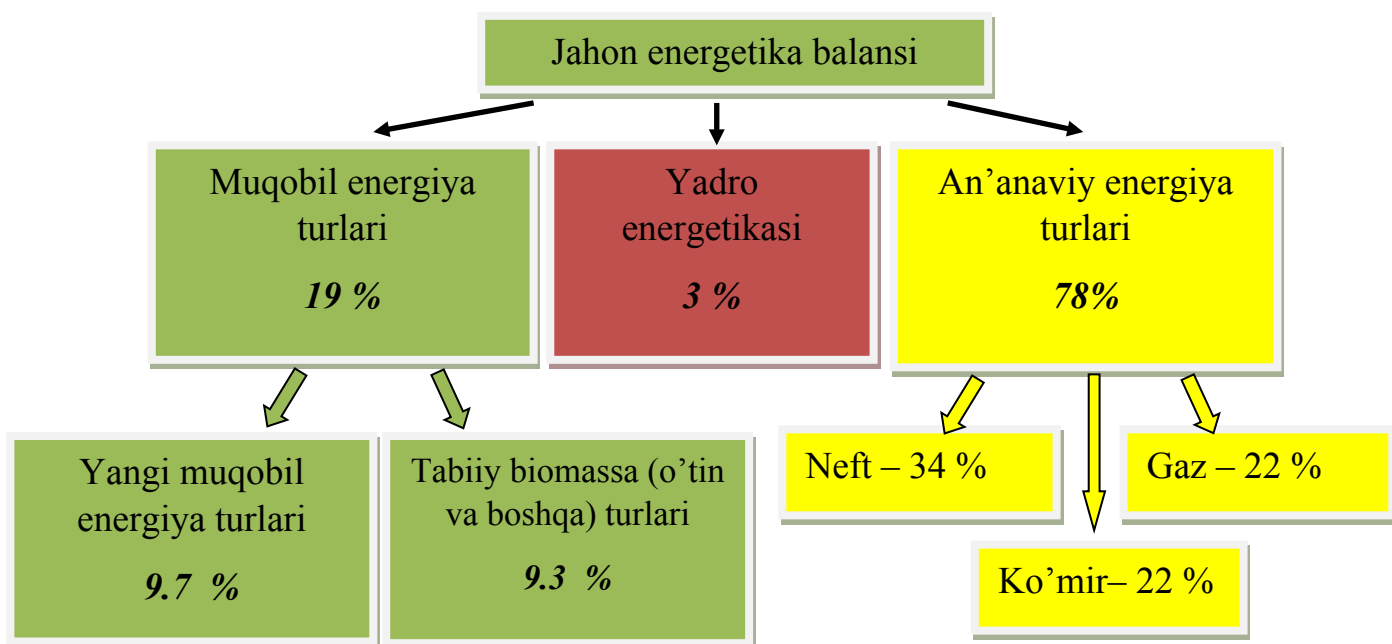 Jahon energetika balansi
Muqobil energiya
turlari
19 %
Yadro
energetikasi
3 %
An’anaviy energiya
turlari
78%
Yangi muqobil
energiya turlari
9.7 %
Tabiiy biomassa (o’tin
va boshqa) turlari
9.3 %
Neft – 34 %
Gaz – 22 %
Ko’mir– 22 %